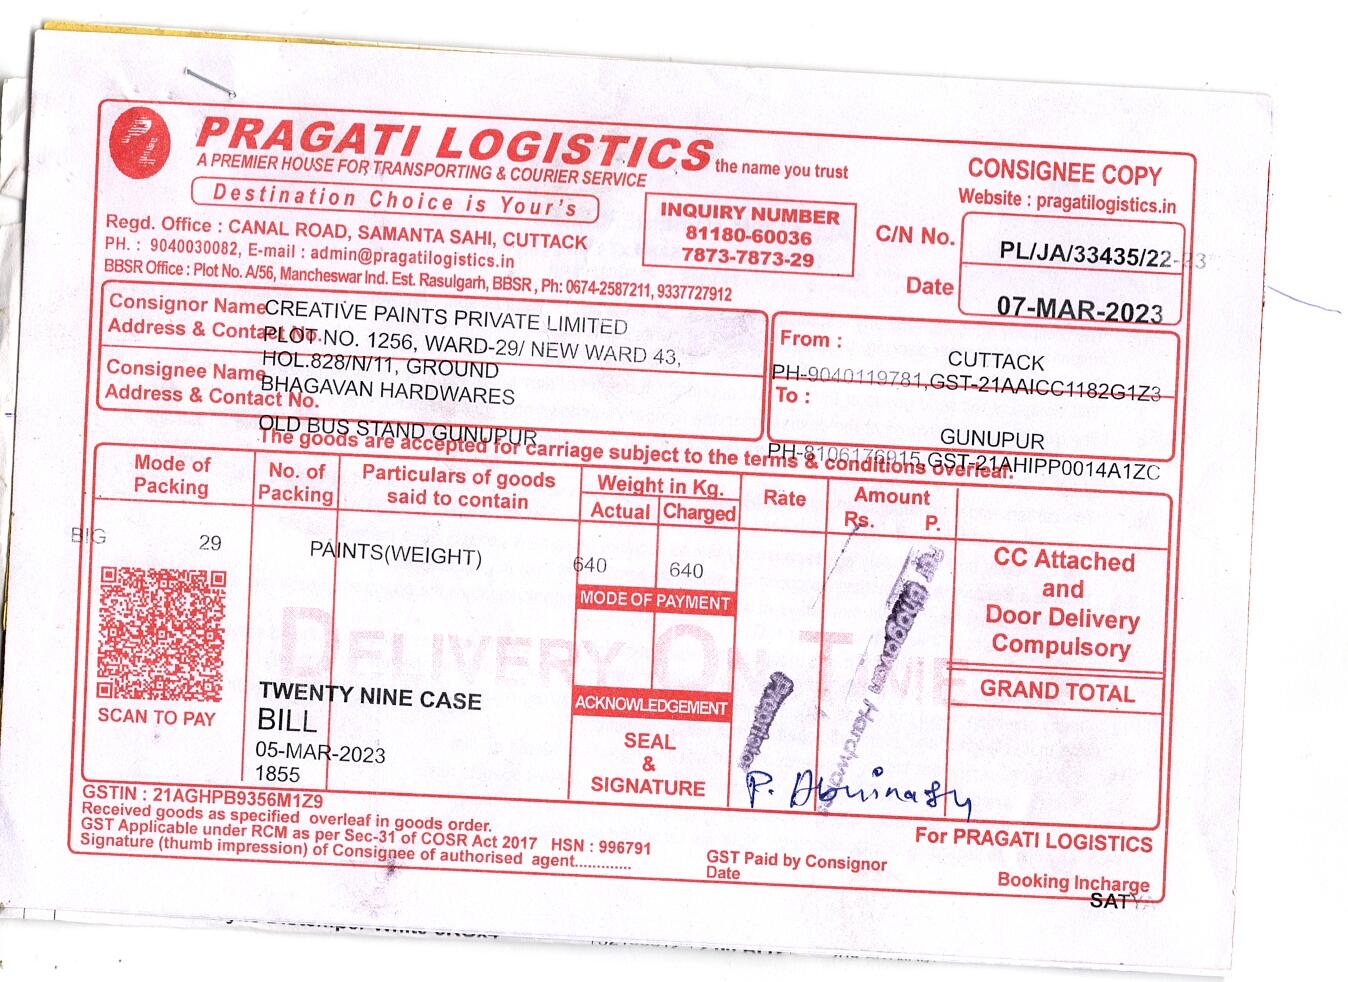 PRAGATI LOGISTICS the name you trust
A PREMIER HOUSE FOR TRANSPORTING & COURIER SERVICE
Destination Choice is Your's
Regd. Office : CANAL ROAD, SAMANTA SAHI, CUTTACK
PH. : 9040030082, E-mail : admin@pragatilogistics.in
BBSR Office : Plot No. A/56, Mancheswar Ind. Est. Rasulgarh, BBSR , Ph: 0674-2587211, 9337727912
INQUIRY NUMBER
81180-60036
7873-7873-29
CONSIGNEE COPY
Website : pragatilogistics.in
C/N No. PL/JA/33435/22-23
Date 07-MAR-2023
Consignor Name CREATIVE PAINTS PRIVATE LIMITED
Address & Contact No. PLOT NO. 1256, WARD-29/ NEW WARD 43,
HOL.828/N/11, GROUND
Consignee Name BHAGAVAN HARDWARES
Address & Contact No.
OLD BUS STAND GUNUPUR
From :
CUTTACK
PH-9040119781,GST-21AAICC1182G1Z3
To :
GUNUPUR
PH-8106176915,GST-21AHIPP0014A1ZC
The goods are accepted for carriage subject to the terms & conditions overleaf.
Mode of Packing No. of Packing Particulars of goods said to contain Weight in Kg. Rate Amount
Actual Charged Rs. P.
BIG 29 PAINTS(WEIGHT) 640 640
MODE OF PAYMENT
CC Attached
and
Door Delivery
Compulsory
DELIVERY ON TIME
GRAND TOTAL
SCAN TO PAY
TWENTY NINE CASE
BILL
05-MAR-2023
1855
ACKNOWLEDGEMENT
SEAL
&
SIGNATURE
Bhagavan Hardware
Proprietor
P. Abhinash
GSTIN : 21AGHPB9356M1Z9
Received goods as specified overleaf in goods order.
GST Applicable under RCM as per Sec-31 of COSR Act 2017 HSN : 996791
Signature (thumb impression) of Consignee of authorised agent.............
GST Paid by Consignor
Date
For PRAGATI LOGISTICS
Booking Incharge
SATYA